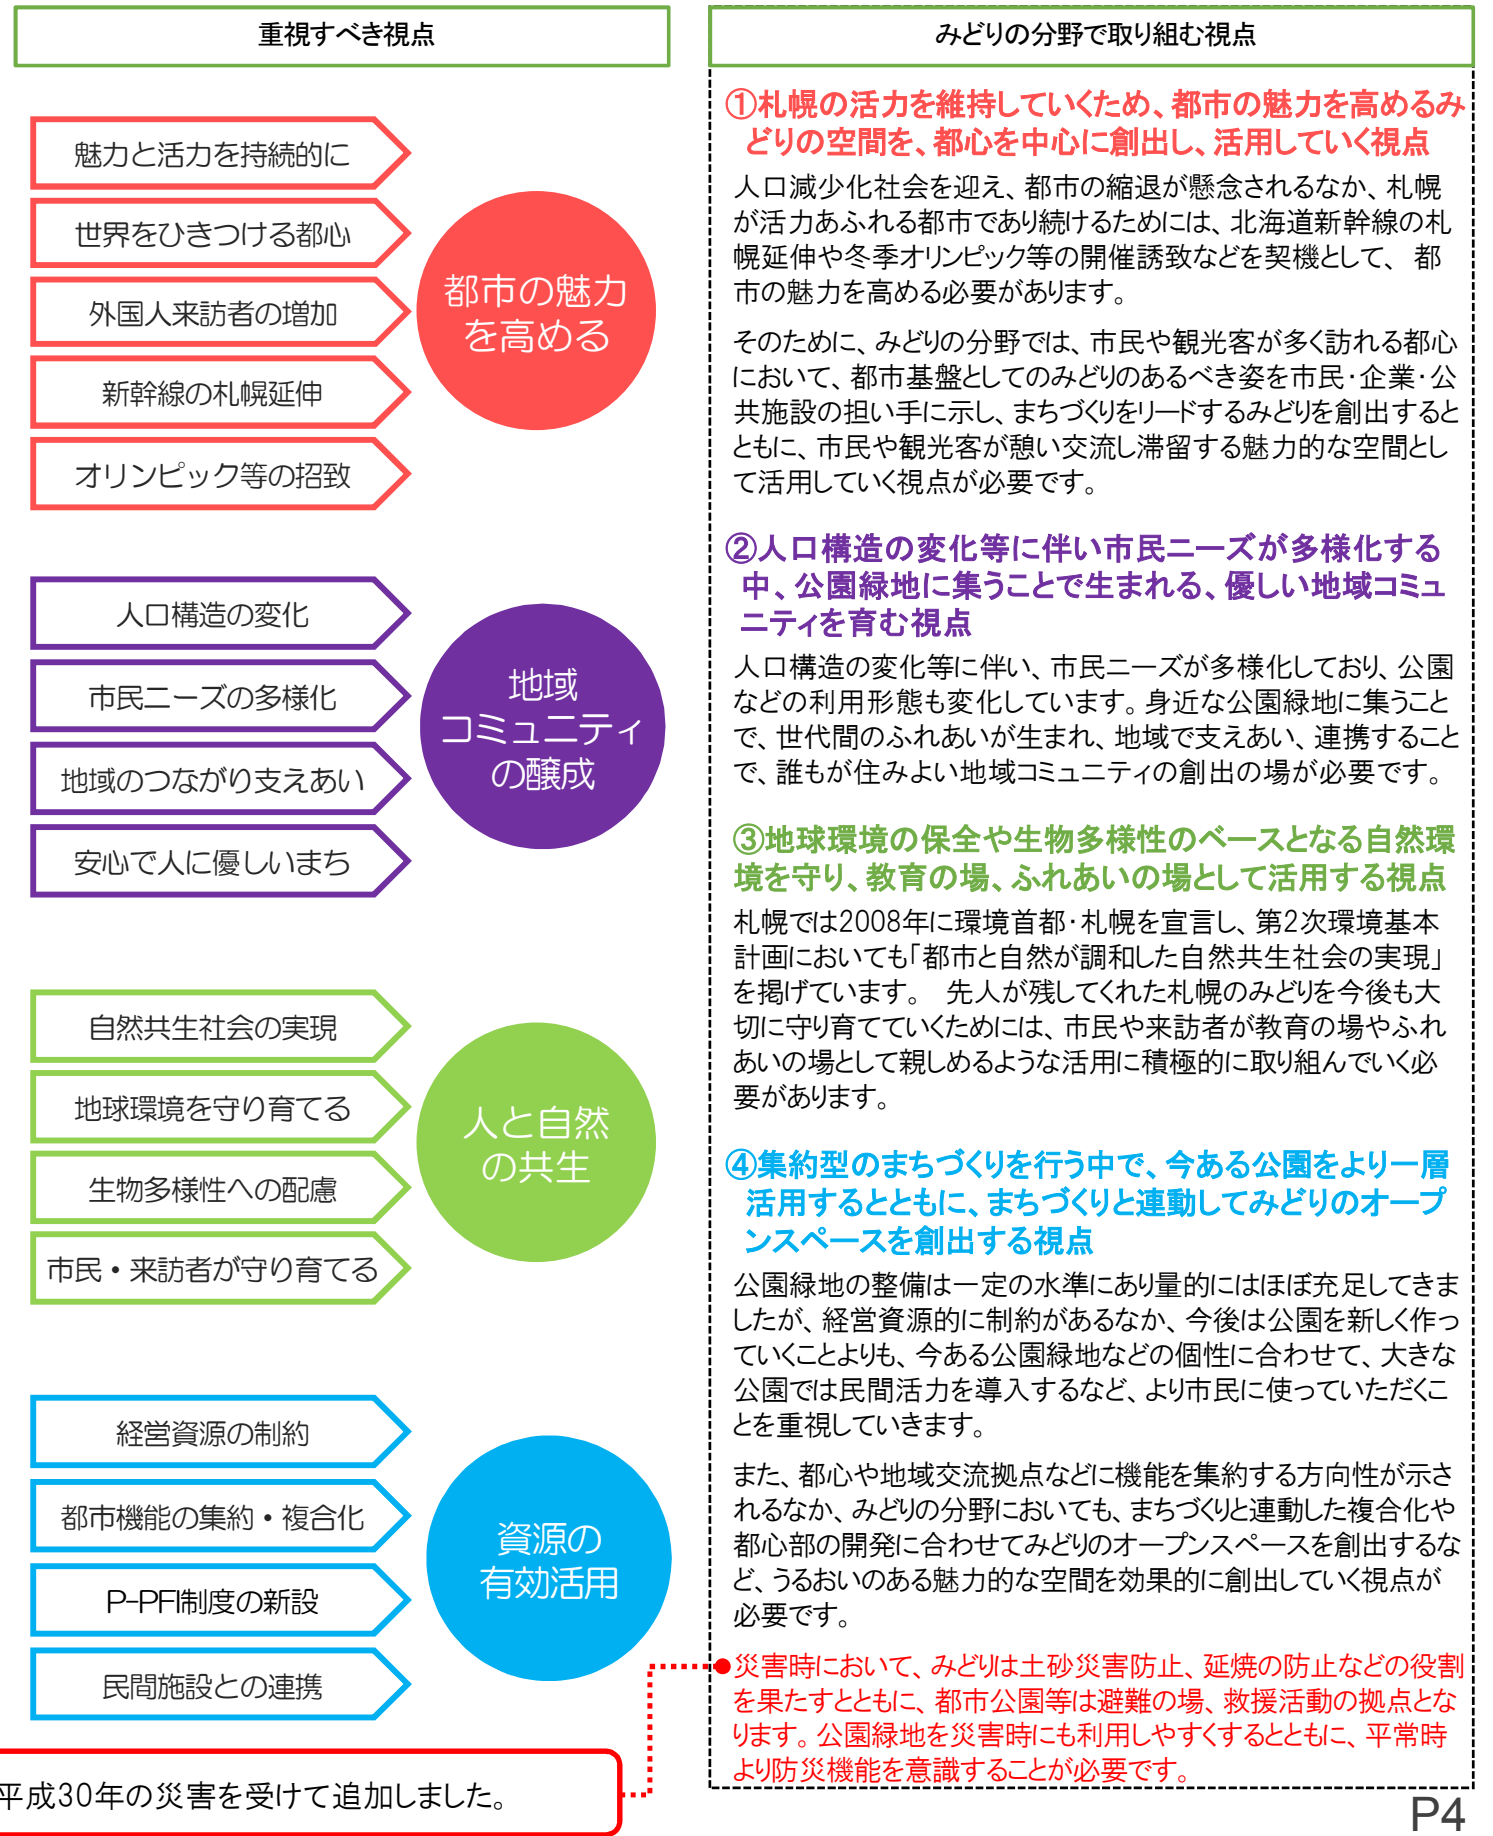 重視すべき視点
魅力と活力を持続的に
世界をひきつける都心
外国人来訪者の増加
新幹線の札幌延伸
オリンピック等の招致
都市の魅力
を高める
人口構造の変化
市民ニーズの多様化
地域のつながり支えあい
安心で人に優しいまち
地域
コミュニティ
の醸成
自然共生社会の実現
地球環境を守り育てる
生物多様性への配慮
市民・来訪者が守り育てる
人と自然
の共生
経営資源の制約
都市機能の集約・複合化
P-PFI制度の新設
民間施設との連携
資源の
有効活用
平成30年の災害を受けて追加しました。
みどりの分野で取り組む視点
①札幌の活力を維持していくため、都市の魅力を高めるみ
どりの空間を、都心を中心に創出し、活用していく視点
人口減少化社会を迎え、都市の縮退が懸念されるなか、札幌
が活力あふれる都市であり続けるためには、北海道新幹線の札
幌延伸や冬季オリンピック等の開催誘致などを契機として、 都
市の魅力を高める必要があります。
そのために、みどりの分野では、市民や観光客が多く訪れる都心
において、都市基盤としてのみどりのあるべき姿を市民･企業･公
共施設の担い手に示し、まちづくりをリードするみどりを創出すると
ともに、市民や観光客が憩い交流し滞留する魅力的な空間とし
て活用していく視点が必要です。
②人口構造の変化等に伴い市民ニーズが多様化する
中、公園緑地に集うことで生まれる、優しい地域コミュ
ニティを育む視点
人口構造の変化等に伴い、市民ニーズが多様化しており、公園
などの利用形態も変化しています。身近な公園緑地に集うこと
で、世代間のふれあいが生まれ、地域で支えあい、連携すること
で、誰もが住みよい地域コミュニティの創出の場が必要です。
③地球環境の保全や生物多様性のベースとなる自然環
境を守り、教育の場、ふれあいの場として活用する視点
札幌では2008年に環境首都･札幌を宣言し、第2次環境基本
計画においても「都市と自然が調和した自然共生社会の実現」
を掲げています。 先人が残してくれた札幌のみどりを今後も大
切に守り育てていくためには、市民や来訪者が教育の場やふれ
あいの場として親しめるような活用に積極的に取り組んでいく必
要があります。
④集約型のまちづくりを行う中で、今ある公園をより一層
活用するとともに、まちづくりと連動してみどりのオープ
ンスペースを創出する視点
公園緑地の整備は一定の水準にあり量的にはほぼ充足してきま
したが、経営資源的に制約があるなか、今後は公園を新しく作っ
ていくことよりも、今ある公園緑地などの個性に合わせて、大きな
公園では民間活力を導入するなど、より市民に使っていただくこ
とを重視していきます。
また、都心や地域交流拠点などに機能を集約する方向性が示さ
れるなか、みどりの分野においても、まちづくりと連動した複合化や
都心部の開発に合わせてみどりのオープンスペースを創出するな
ど、うるおいのある魅力的な空間を効果的に創出していく視点が
必要です。
災害時において、みどりは土砂災害防止、延焼の防止などの役割
を果たすとともに、都市公園等は避難の場、救援活動の拠点とな
ります。公園緑地を災害時にも利用しやすくするとともに、平常時
より防災機能を意識することが必要です。
P4